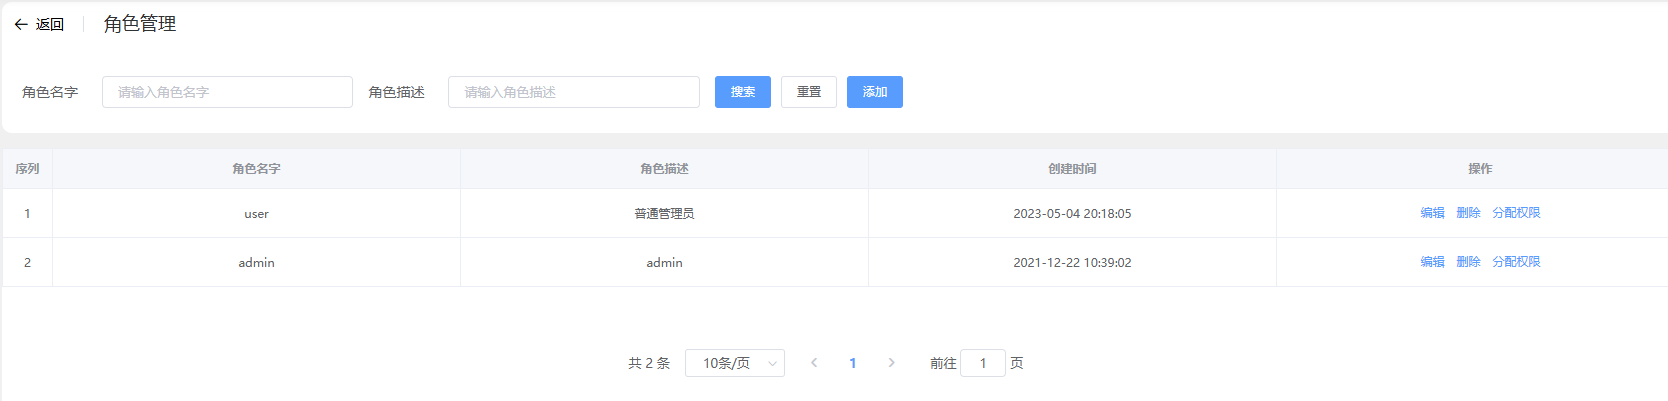 返回 角色管理
角色名字 请输入角色名字 角色描述 请输入角色描述 搜索 重置 添加
序列 角色名字 角色描述 创建时间 操作
1 user 普通管理员 2023-05-04 20:18:05 编辑 删除 分配权限
2 admin admin 2021-12-22 10:39:02 编辑 删除 分配权限
共 2 条 10条/页 1 前往 1 页